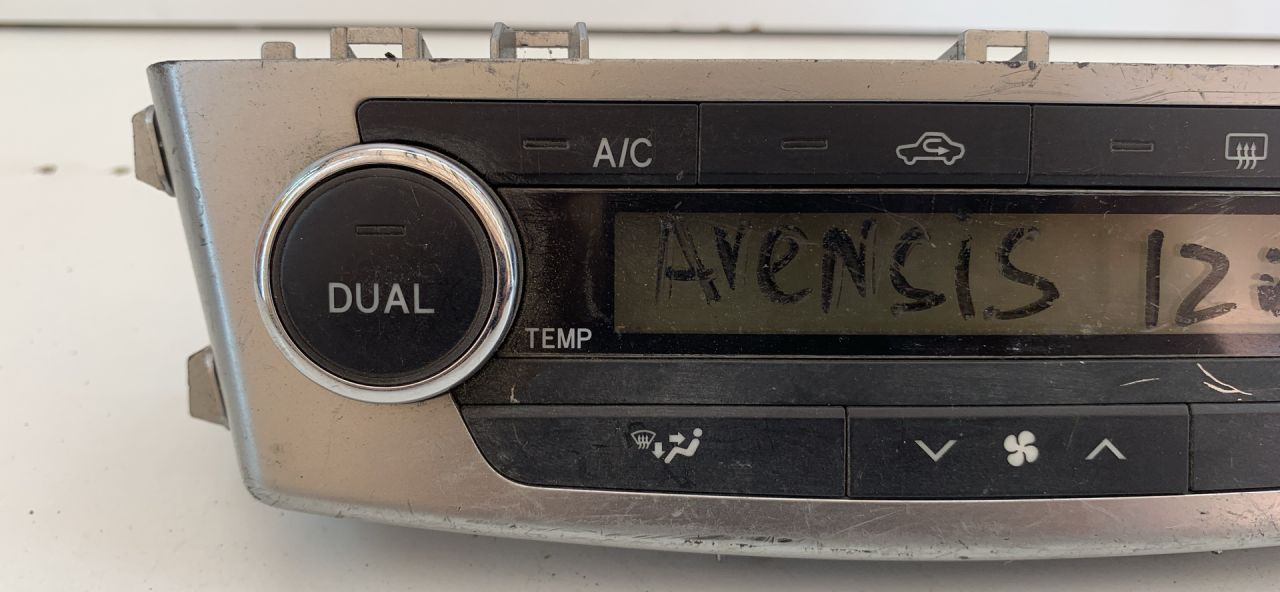 A/C
AVENSIS 12
DUAL
TEMP